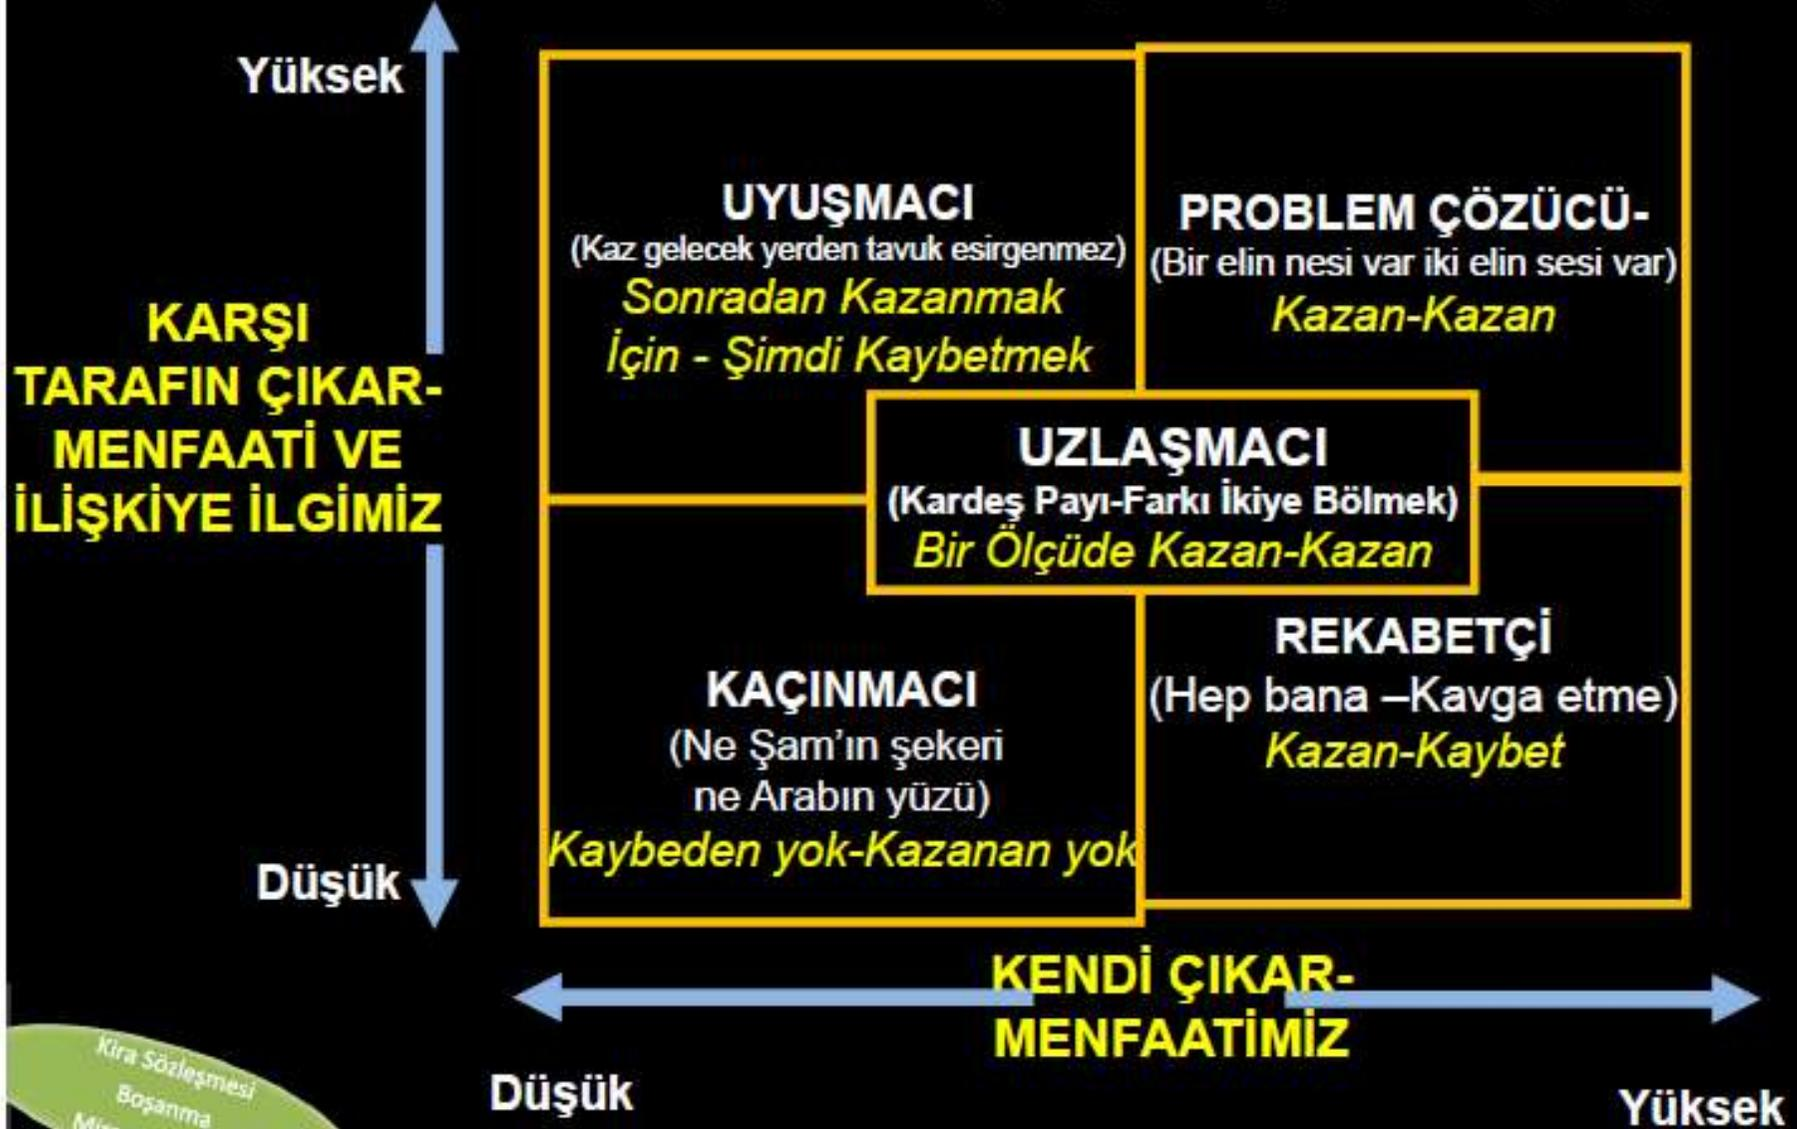 Yüksek
KARŞI
TARAFIN ÇIKAR-
MENFAATİ VE
İLİŞKİYE İLGİMİZ
Düşük
UYUŞMACI
(Kaz gelecek yerden tavuk esirgenmez)
Sonradan Kazanmak
İçin - Şimdi Kaybetmek
PROBLEM ÇÖZÜCÜ-
(Bir elin nesi var iki elin sesi var)
Kazan-Kazan
UZLAŞMACI
(Kardeş Payı-Farkı İkiye Bölmek)
Bir Ölçüde Kazan-Kazan
KAÇINMACI
(Ne Şam'ın şekeri
ne Arabın yüzü)
Kaybeden yok-Kazanan yok
REKABETÇİ
(Hep bana –Kavga etme)
Kazan-Kaybet
KENDİ ÇIKAR-
MENFAATİMİZ
Düşük
Yüksek
Kira Sözleşmesi
Boşanma